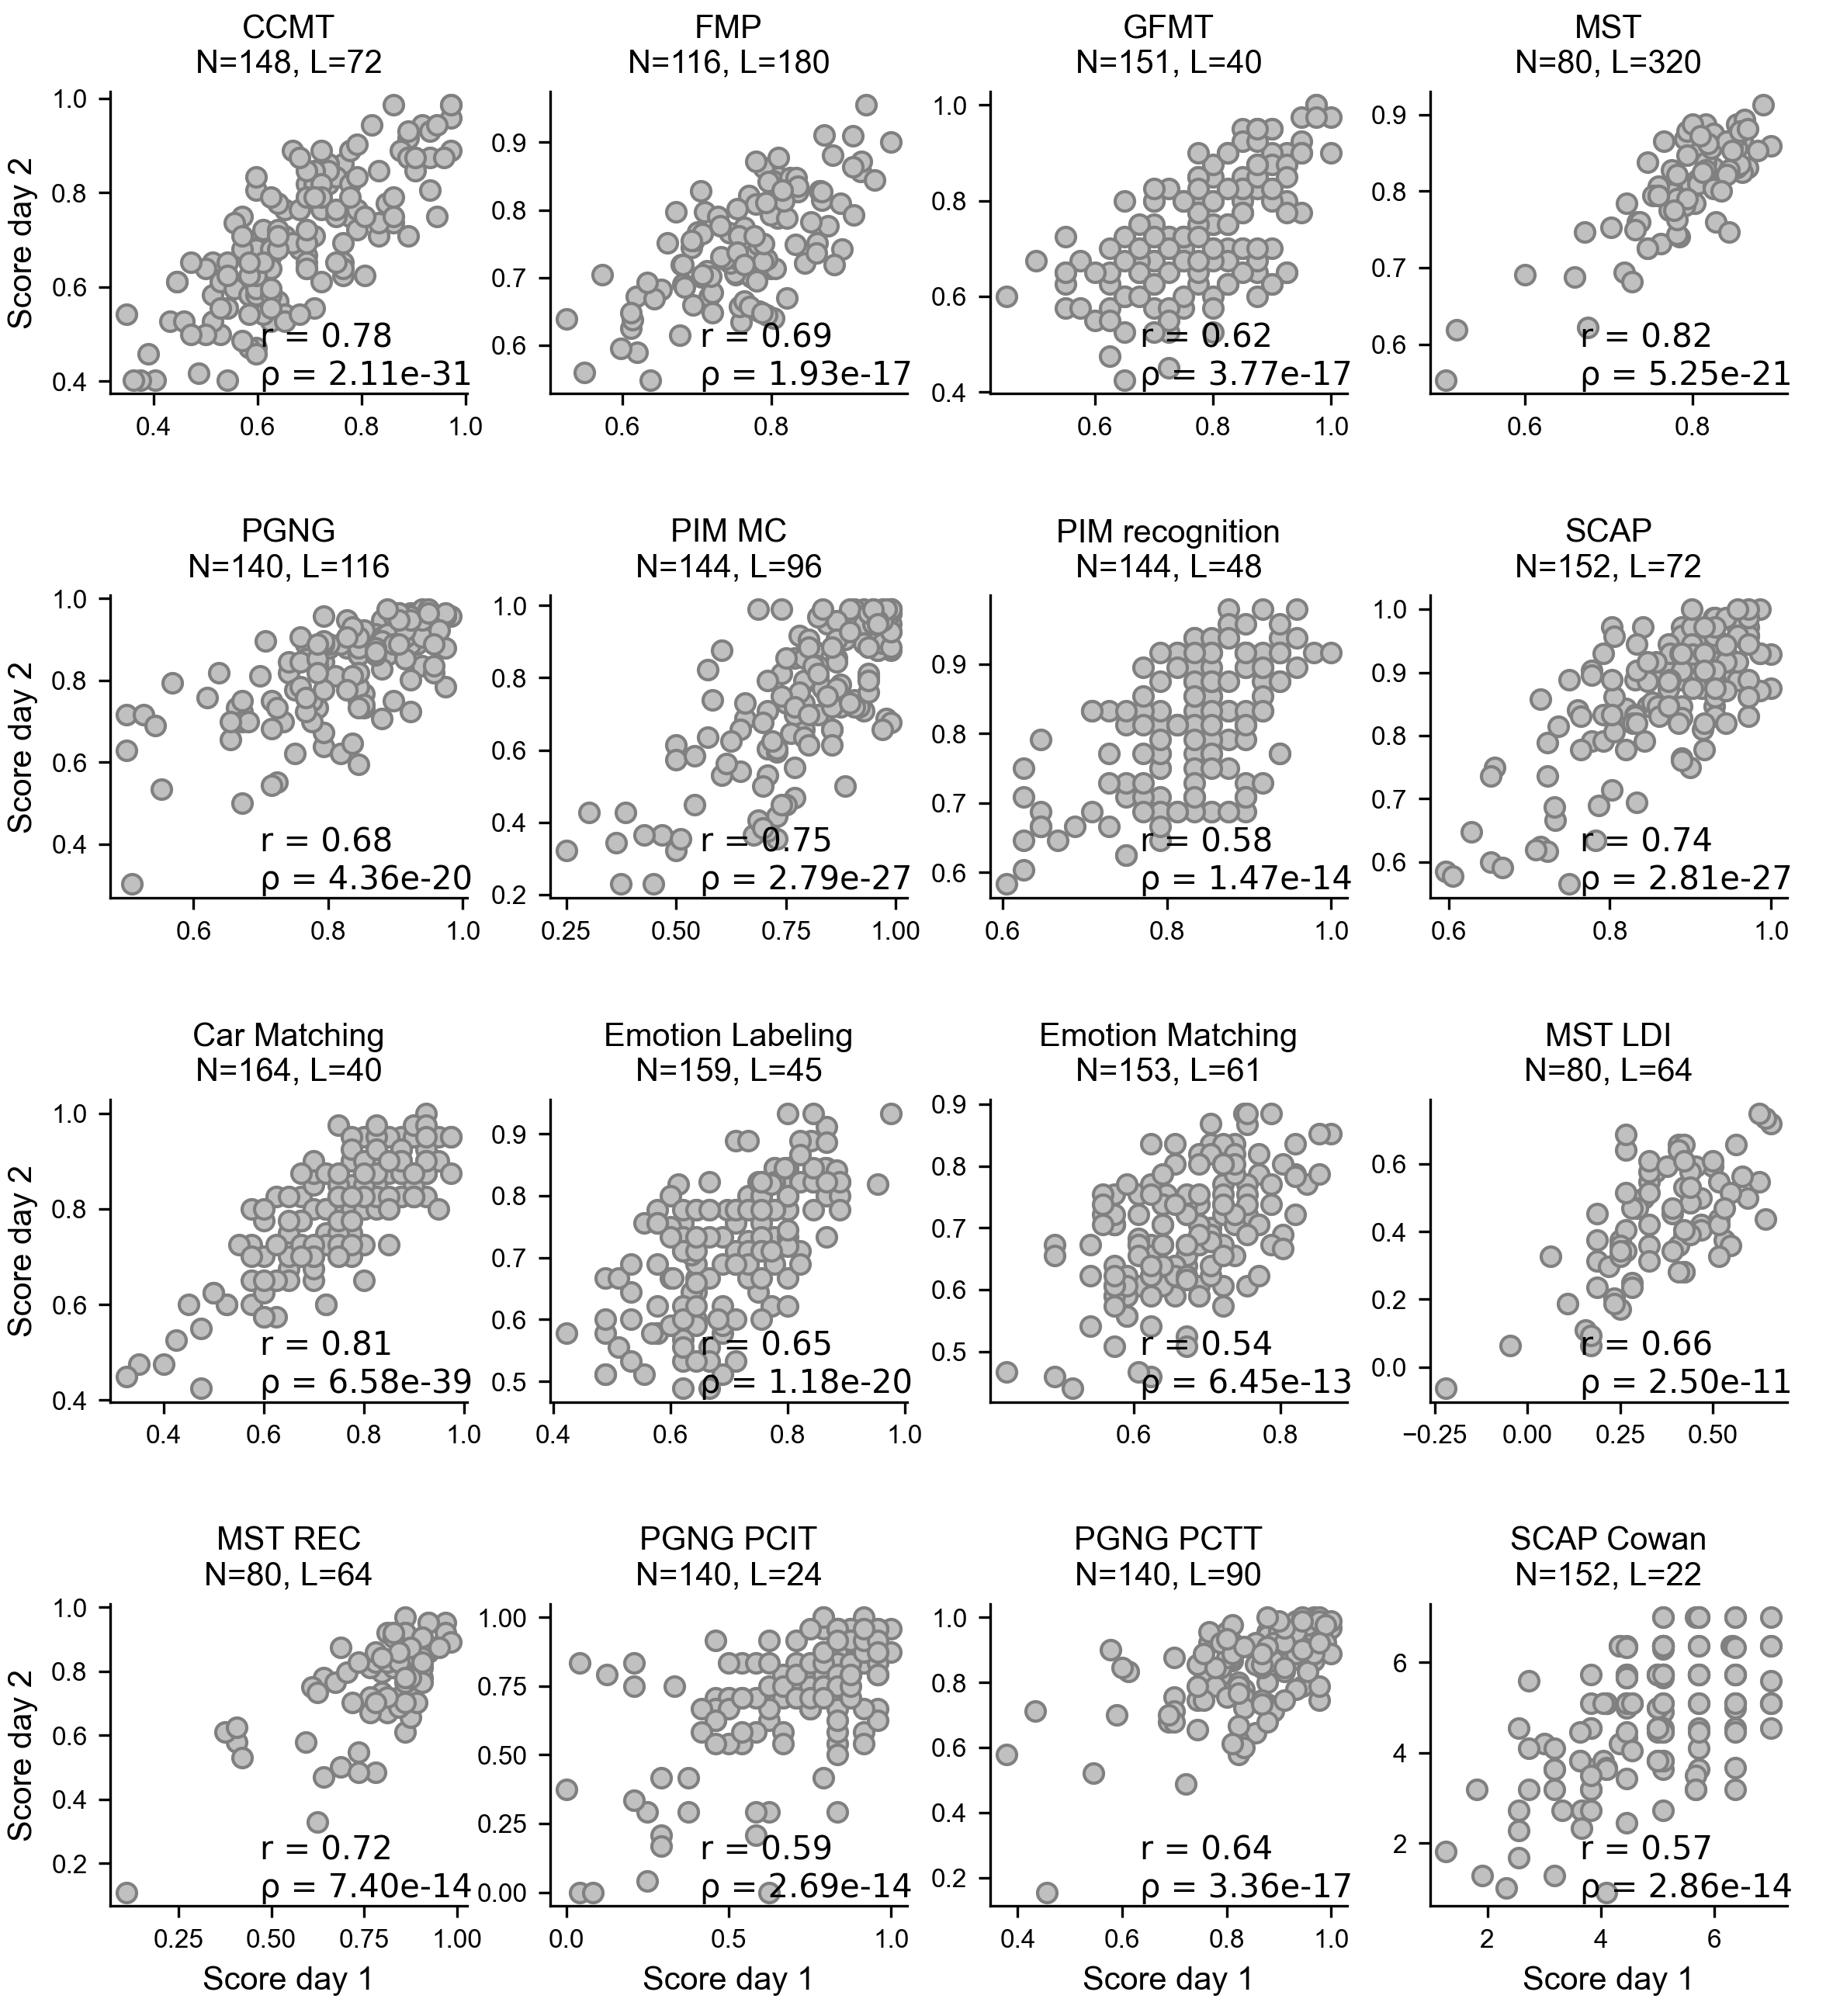 CCMT
N=148, L=72
FMP
N=116, L=180
GFMT
N=151, L=40
MST
N=80, L=320
Score day 2
1.0
0.8
0.6
0.4
0.4
0.6
0.8
1.0
r = 0.78
ρ = 2.11e-31
0.9
0.8
0.7
0.6
0.6
0.8
r = 0.69
ρ = 1.93e-17
1.0
0.8
0.6
0.4
0.6
0.8
1.0
r = 0.62
ρ = 3.77e-17
0.9
0.8
0.7
0.6
0.6
0.8
r = 0.82
ρ = 5.25e-21
PGNG
N=140, L=116
PIM MC
N=144, L=96
PIM recognition
N=144, L=48
SCAP
N=152, L=72
Score day 2
1.0
0.8
0.6
0.4
0.6
0.8
1.0
r = 0.68
ρ = 4.36e-20
1.0
0.8
0.6
0.4
0.2
0.25
0.50
0.75
1.00
r = 0.75
ρ = 2.79e-27
0.9
0.8
0.7
0.6
0.6
0.8
1.0
r = 0.58
ρ = 1.47e-14
1.0
0.9
0.8
0.7
0.6
0.6
0.8
1.0
r = 0.74
ρ = 2.81e-27
Car Matching
N=164, L=40
Emotion Labeling
N=159, L=45
Emotion Matching
N=153, L=61
MST LDI
N=80, L=64
Score day 2
1.0
0.8
0.6
0.4
0.4
0.6
0.8
1.0
r = 0.81
ρ = 6.58e-39
0.9
0.8
0.7
0.6
0.5
0.4
0.6
0.8
1.0
r = 0.65
ρ = 1.18e-20
0.9
0.8
0.7
0.6
0.5
0.6
0.8
r = 0.54
ρ = 6.45e-13
0.6
0.4
0.2
0.0
−0.25
0.00
0.25
0.50
r = 0.66
ρ = 2.50e-11
MST REC
N=80, L=64
PGNG PCIT
N=140, L=24
PGNG PCTT
N=140, L=90
SCAP Cowan
N=152, L=22
Score day 2
1.0
0.8
0.6
0.4
0.2
0.25
0.50
0.75
1.00
r = 0.72
ρ = 7.40e-14
Score day 1
1.00
0.75
0.50
0.25
0.00
0.0
0.5
1.0
r = 0.59
ρ = 2.69e-14
Score day 1
1.0
0.8
0.6
0.4
0.2
0.4
0.6
0.8
1.0
r = 0.64
ρ = 3.36e-17
Score day 1
6
4
2
2
4
6
r = 0.57
ρ = 2.86e-14
Score day 1